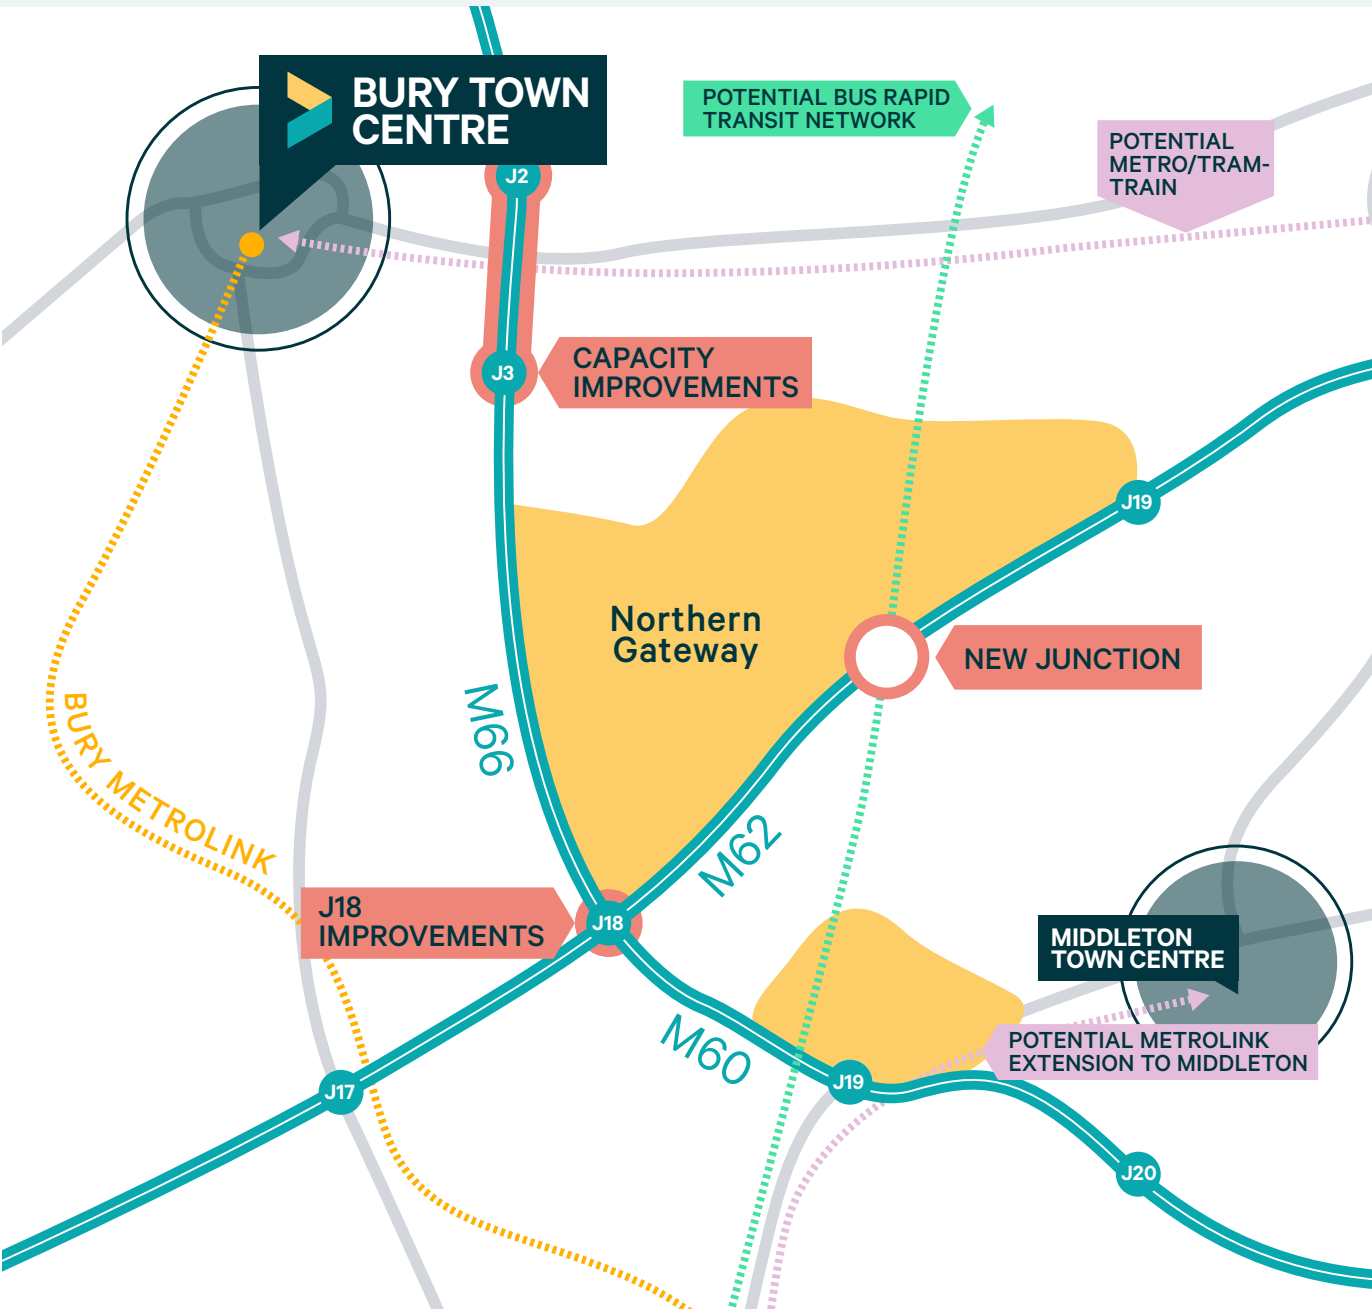 BURY TOWN
CENTRE
POTENTIAL BUS RAPID
TRANSIT NETWORK
POTENTIAL
METRO/TRAM-
TRAIN
J2
J3
CAPACITY
IMPROVEMENTS
J19
Northern
Gateway
NEW JUNCTION
M66
BURY METROLINK
M62
J18
IMPROVEMENTS
J18
MIDDLETON
TOWN CENTRE
M60
POTENTIAL METROLINK
EXTENSION TO MIDDLETON
J19
J17
J20